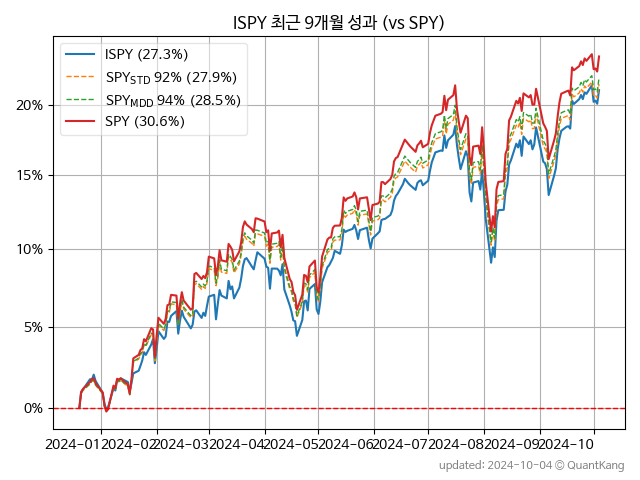 ISPY 최근 9개월 성과 (vs SPY)
ISPY (27.3%)
SPY_STD 92% (27.9%)
SPY_MDD 94% (28.5%)
SPY (30.6%)
20%
15%
10%
5%
0%
2024-01 2024-02 2024-03 2024-04 2024-05 2024-06 2024-07 2024-08 2024-09 2024-10
updated: 2024-10-04 @ QuantKang